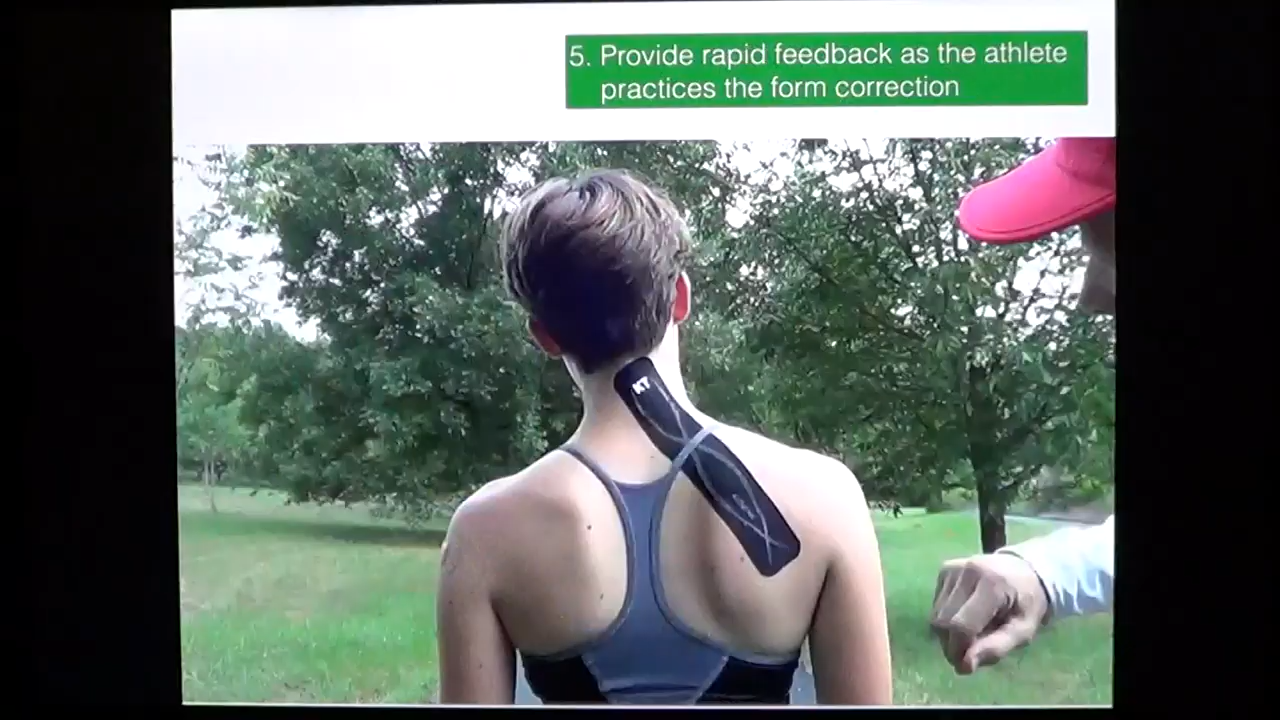 5. Provide rapid feedback as the athlete
practices the form correction
KT